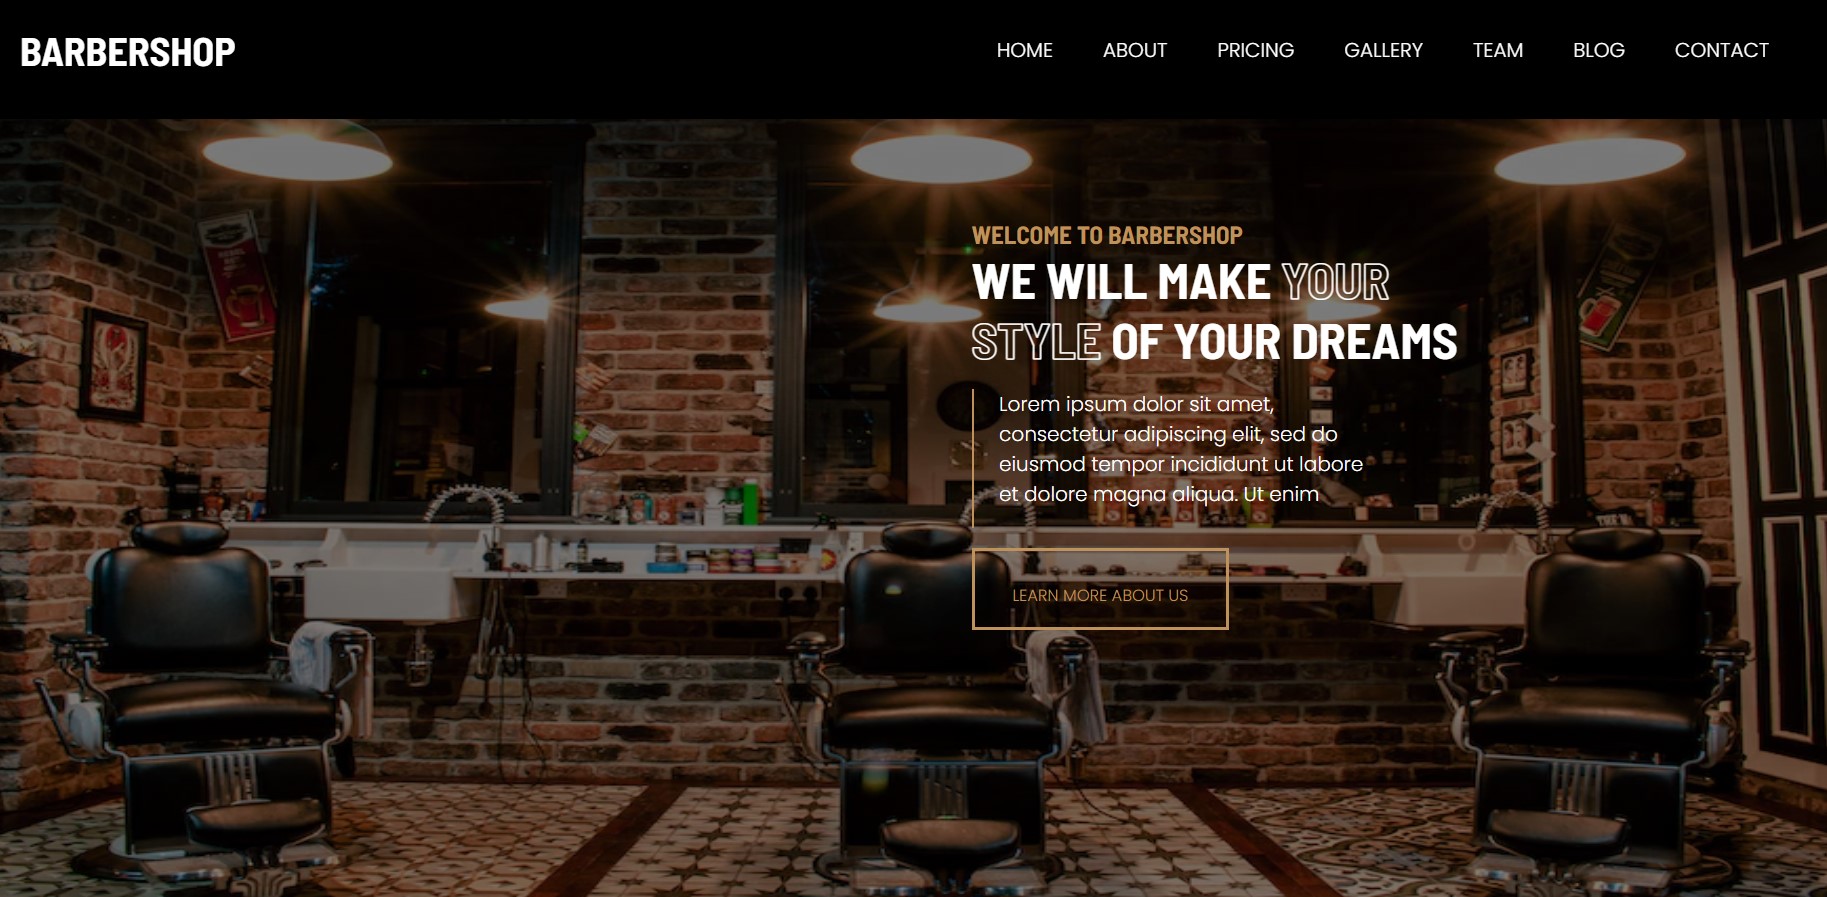 BARBERSHOP
HOME ABOUT PRICING GALLERY TEAM BLOG CONTACT
WELCOME TO BARBERSHOP
WE WILL MAKE YOUR
STYLE OF YOUR DREAMS
Lorem ipsum dolor sit amet,
consectetur adipiscing elit, sed do
eiusmod tempor incididunt ut labore
et dolore magna aliqua. Ut enim
LEARN MORE ABOUT US